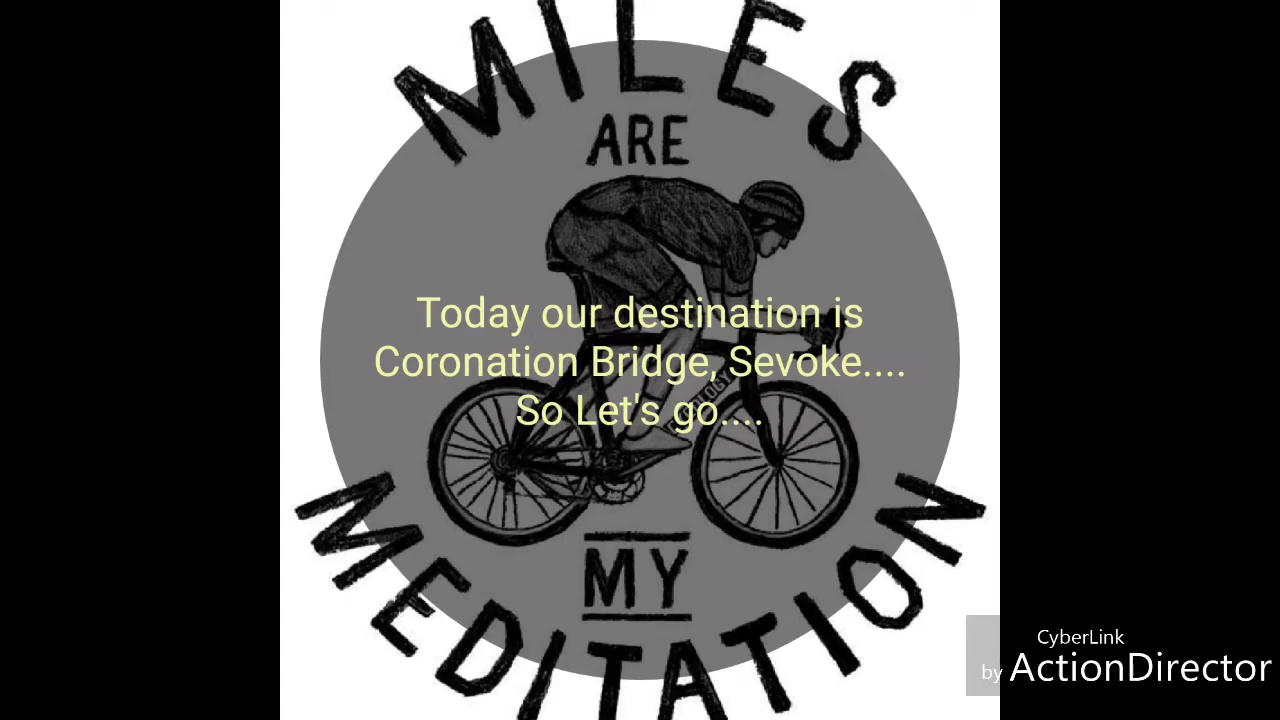 MILES
ARE
Today our destination is
Coronation Bridge, Sevoke....
So Let's go....
MY
MEDITATION
CyberLink
by ActionDirector